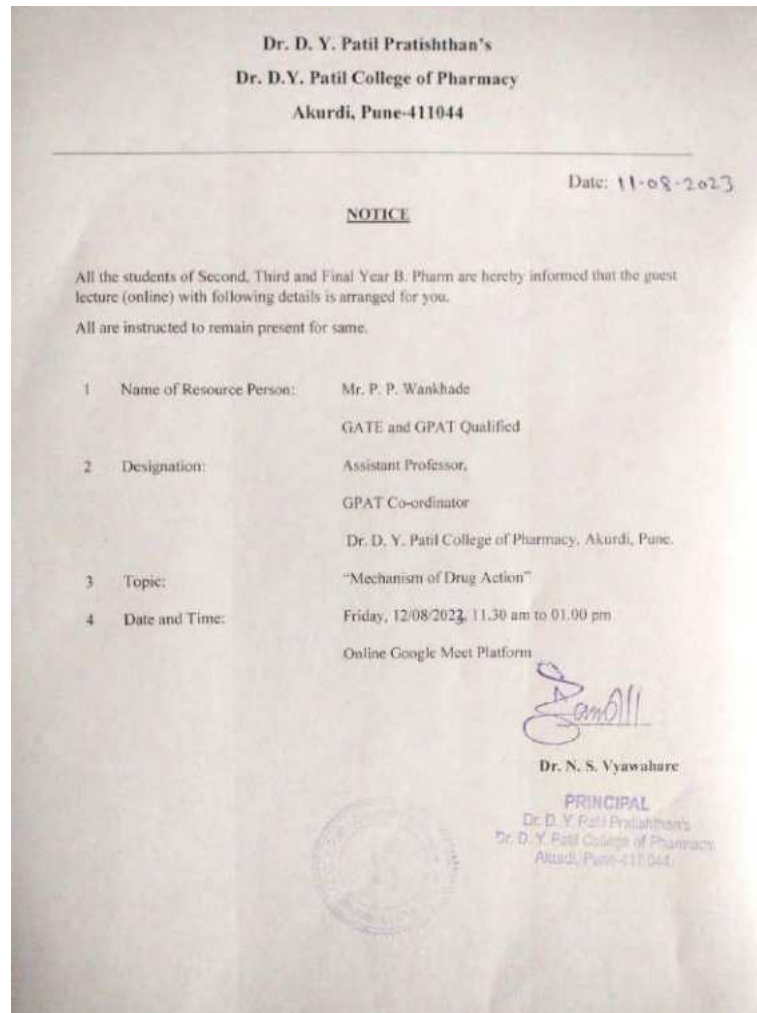 Dr. D. Y. Patil Pratishthan's
Dr. D.Y. Patil College of Pharmacy
Akurdi, Pune-411044
Date: 11-08-2023
NOTICE
All the students of Second, Third and Final Year B. Pharm are hereby informed that the guest
lecture (online) with following details is arranged for you.
All are instructed to remain present for same.
1 Name of Resource Person: Mr. P. P. Wankhade
GATE and GPAT Qualified
2 Designation: Assistant Professor,
GPAT Co-ordinator
Dr. D. Y. Patil College of Pharmacy, Akurdi, Pune.
3 Topic: "Mechanism of Drug Action"
4 Date and Time: Friday, 12/08/2023, 11.30 am to 01.00 pm
Online Google Meet Platform
Dr. N. S. Vyawahare
PRINCIPAL
Dr. D. Y. Patil Pratishthan's
Dr. D. Y. Patil College of Pharmacy
Akurdi, Pune-411 044.